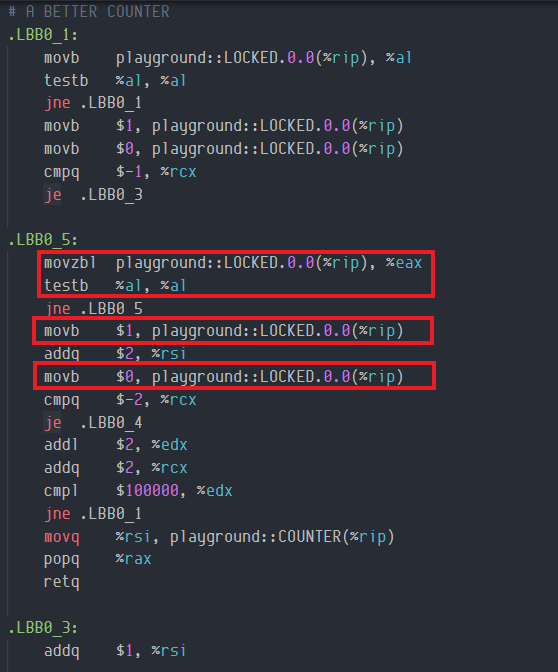 # A BETTER COUNTER
.LBB0_1:
movb playground::LOCKED.0.0(%rip), %al
testb %al, %al
jne .LBB0_1
movb $1, playground::LOCKED.0.0(%rip)
movb $0, playground::LOCKED.0.0(%rip)
cmpq $-1, %rcx
je .LBB0_3
.LBB0_5:
movzbl playground::LOCKED.0.0(%rip), %eax
testb %al, %al
jne .LBB0_5
movb $1, playground::LOCKED.0.0(%rip)
addq $2, %rsi
movb $0, playground::LOCKED.0.0(%rip)
cmpq $-2, %rcx
je .LBB0_4
addl $2, %edx
addq $2, %rcx
cmpl $100000, %edx
jne .LBB0_1
movq %rsi, playground::COUNTER(%rip)
popq %rax
retq
.LBB0_3:
addq $1, %rsi